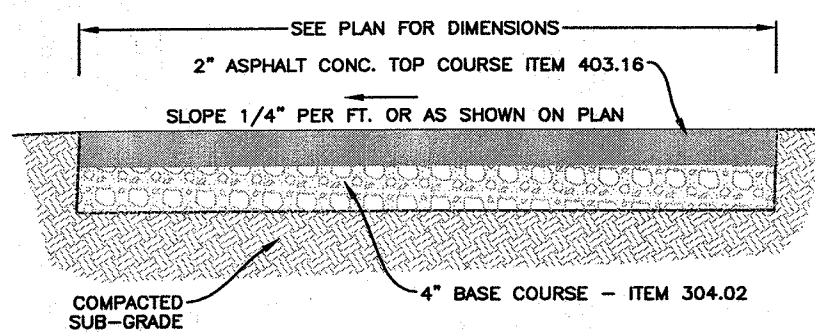 SEE PLAN FOR DIMENSIONS
2" ASPHALT CONC. TOP COURSE ITEM 403.16
SLOPE 1/4" PER FT. OR AS SHOWN ON PLAN
4" BASE COURSE - ITEM 304.02
COMPACTED
SUB-GRADE